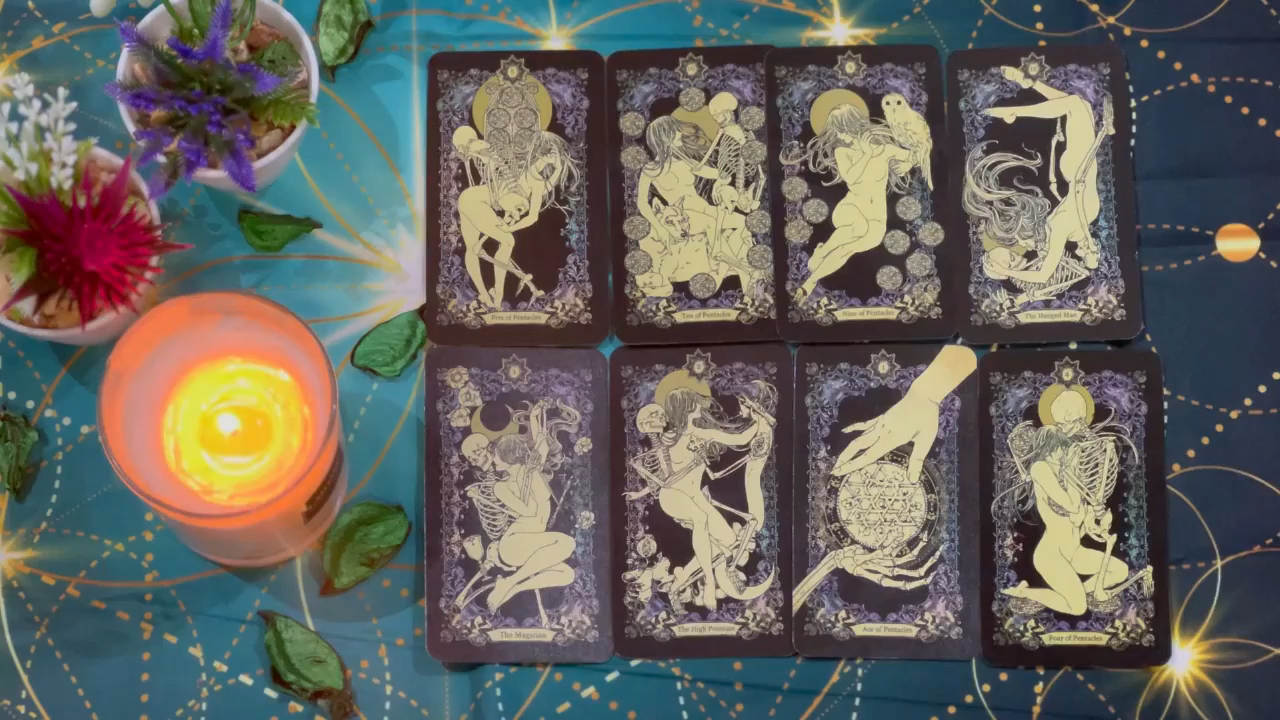 Five of Pentacles
Ten of Pentacles
Nine of Pentacles
The Hanged Man
The Magician
The High Priestess
Ace of Pentacles
Four of Pentacles